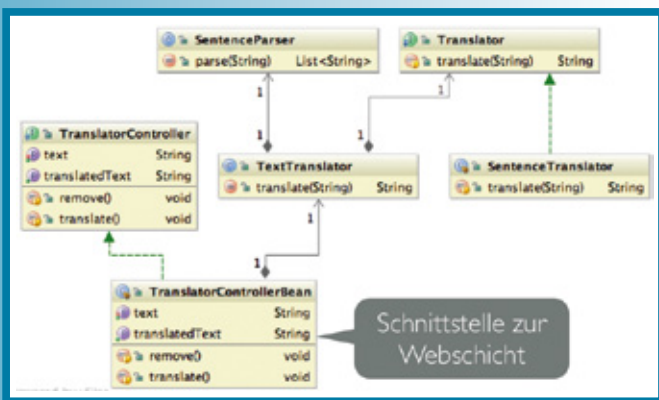 SentenceParser
parse(String) List<String>
Translator
translate(String) String
1
1
TranslatorController
text String
translatedText String
remove() void
translate() void
1
1
TextTranslator
translate(String) String
SentenceTranslator
translate(String) String
1
1
TranslatorControllerBean
text String
translatedText String
remove() void
translate() void
Schnittstelle zur
Webschicht